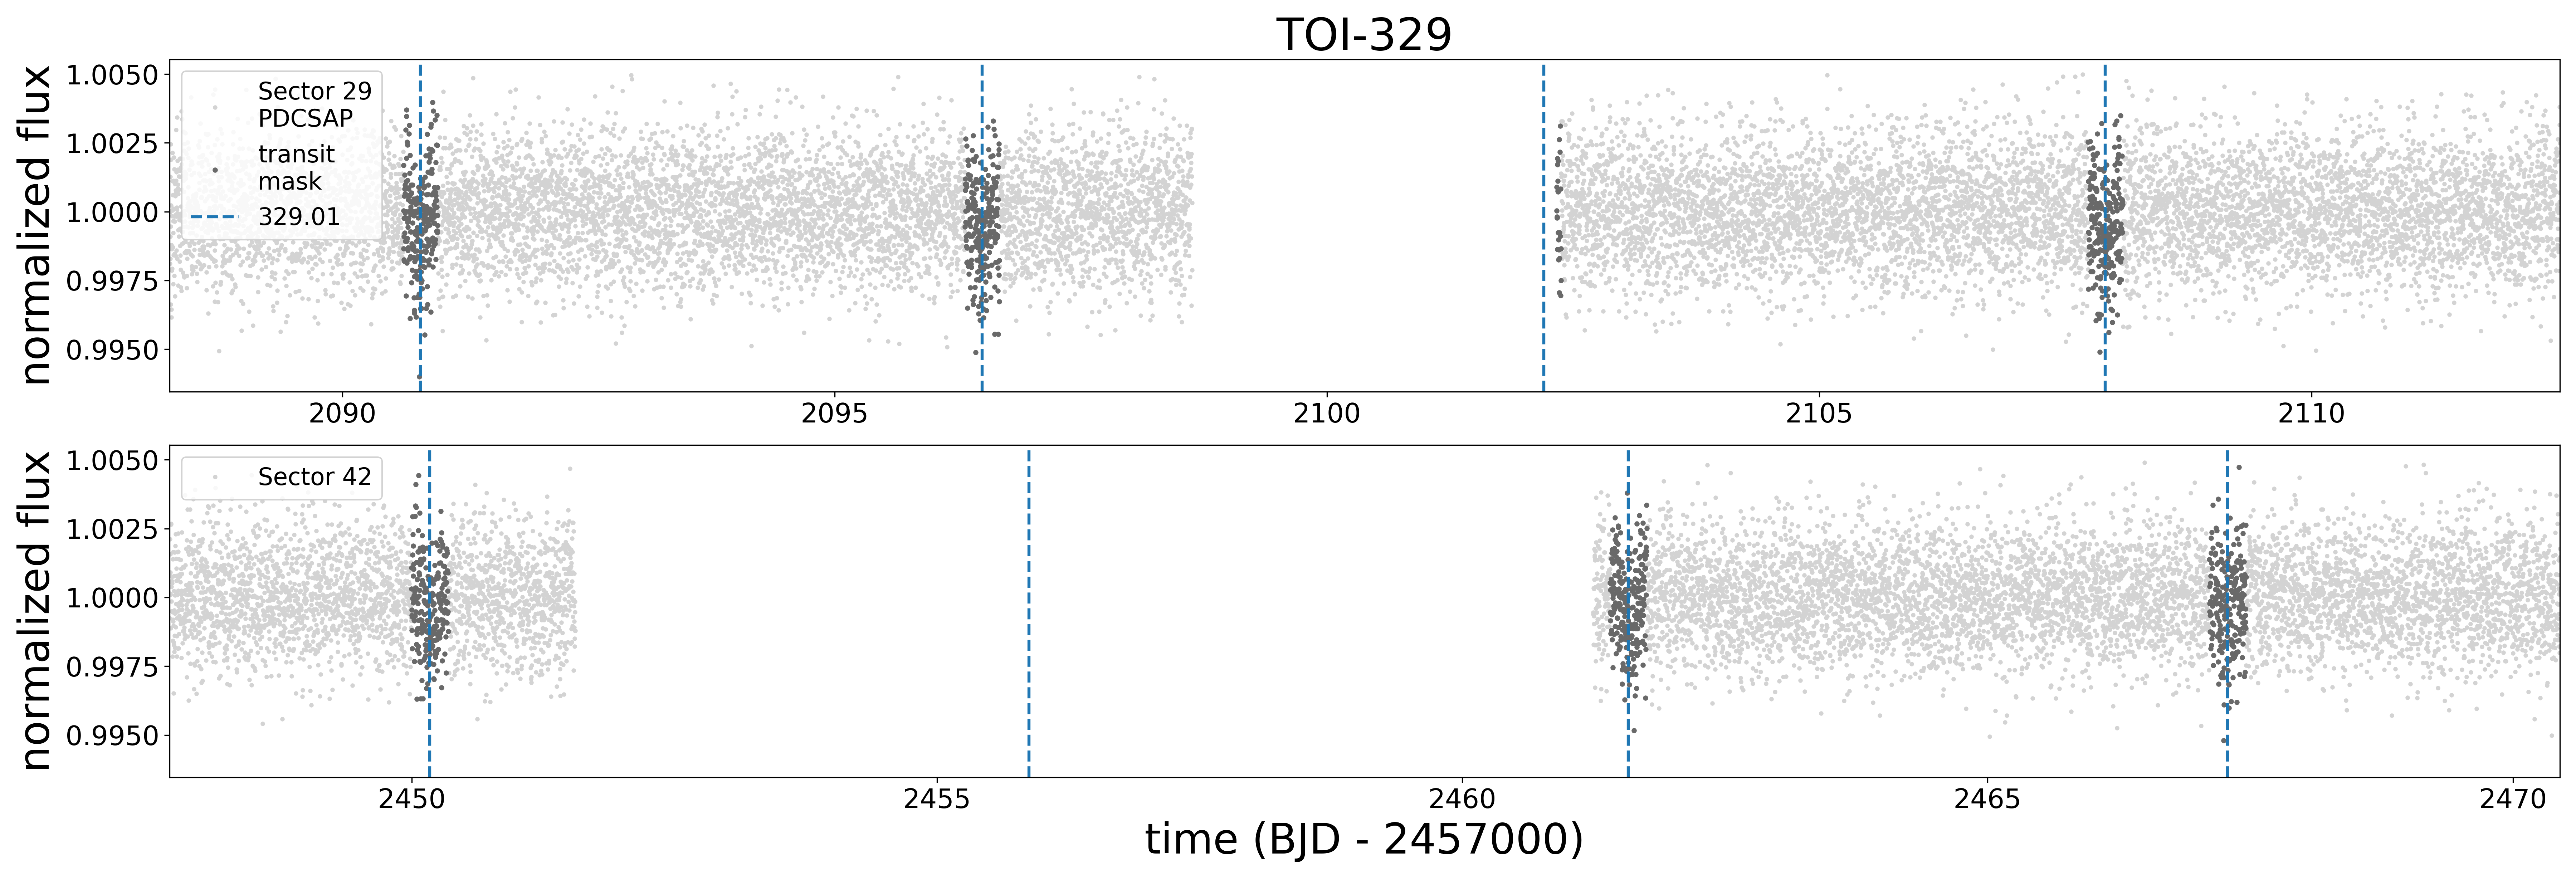 TOI-329
normalized flux
1.0050
1.0025
1.0000
0.9975
0.9950
Sector 29
PDCSAP
transit
mask
329.01
2090 2095 2100 2105 2110
normalized flux
1.0050
1.0025
1.0000
0.9975
0.9950
Sector 42
2450 2455 2460 2465 2470
time (BJD - 2457000)